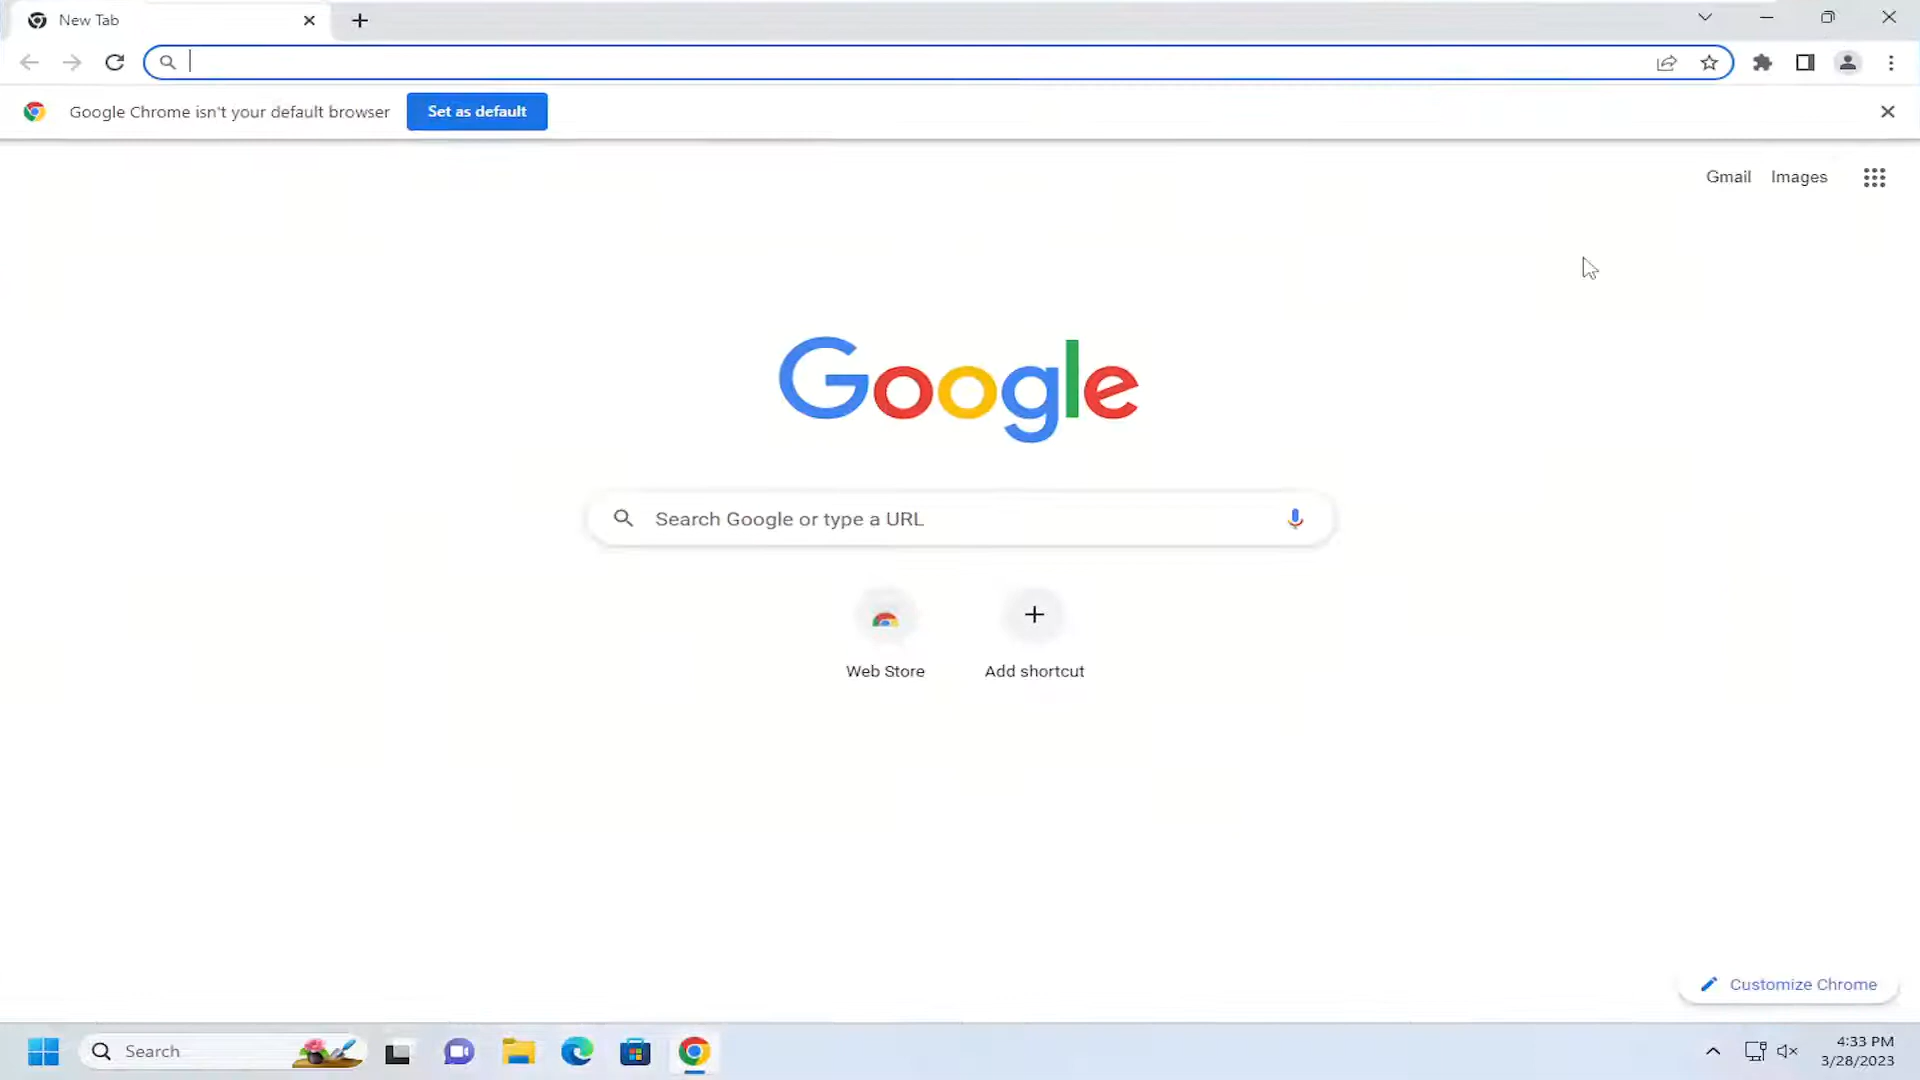 New Tab
Google Chrome isn't your default browser
Set as default
Gmail
Images
Google
Search Google or type a URL
Web Store
Add shortcut
Customize Chrome
Search
4:33 PM
3/28/2023